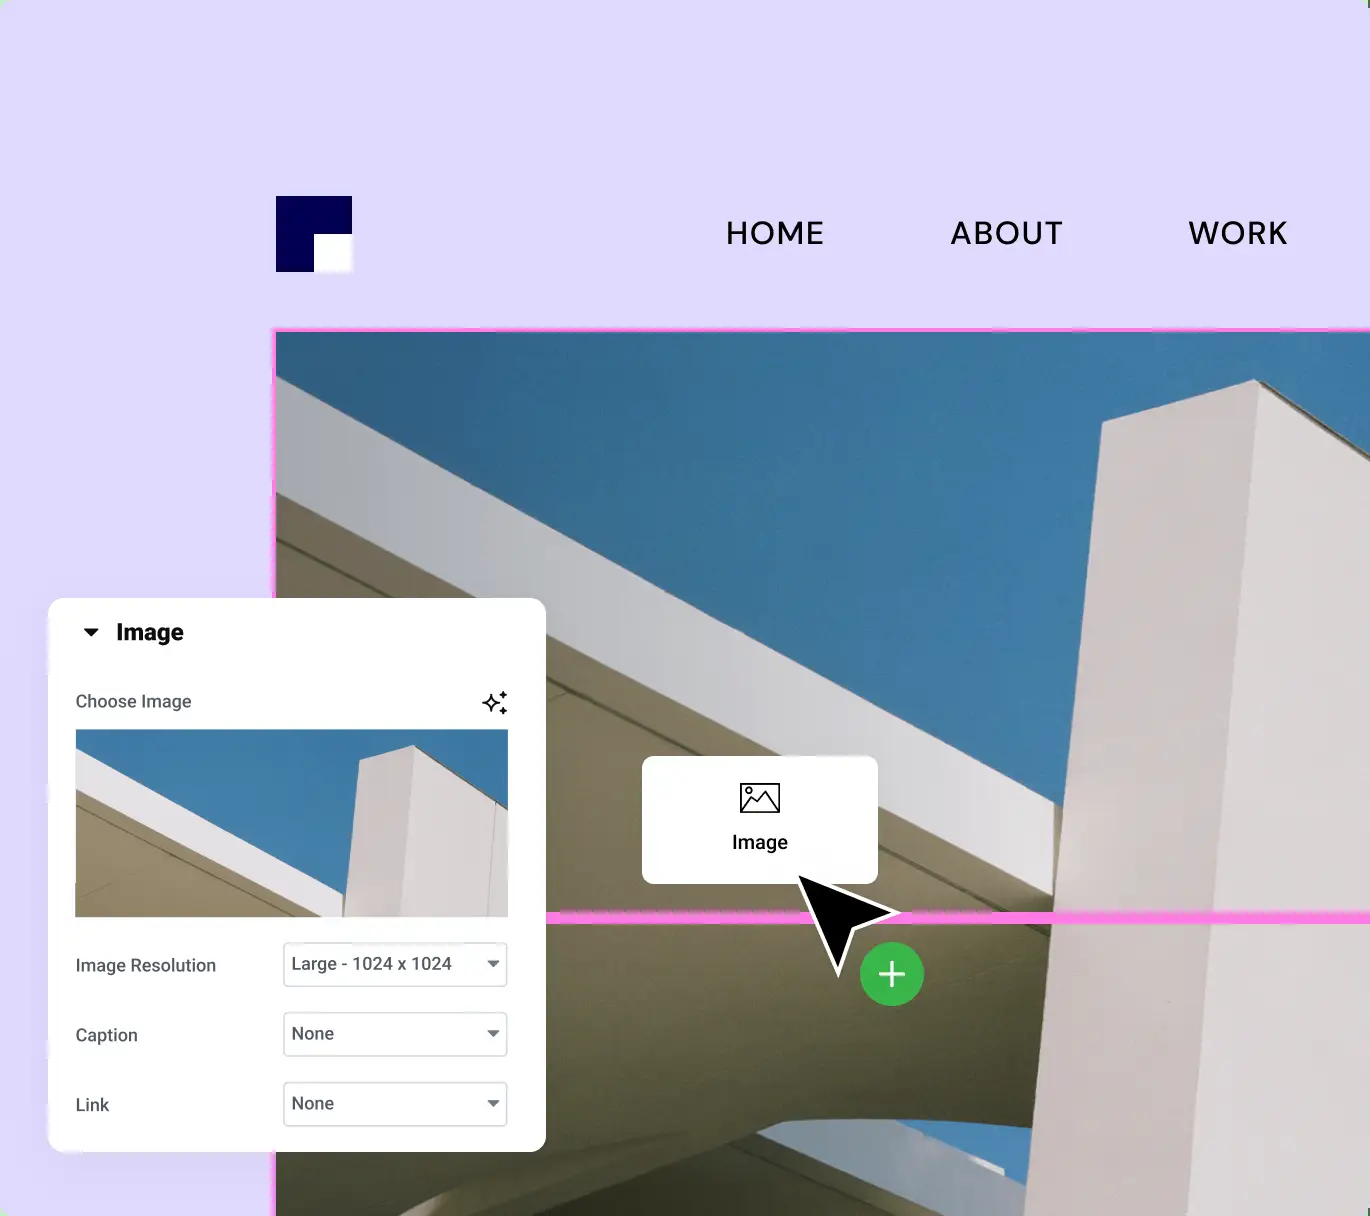 HOME ABOUT WORK
Image
Choose Image
Image
Image Resolution Large - 1024 x 1024
Caption None
Link None